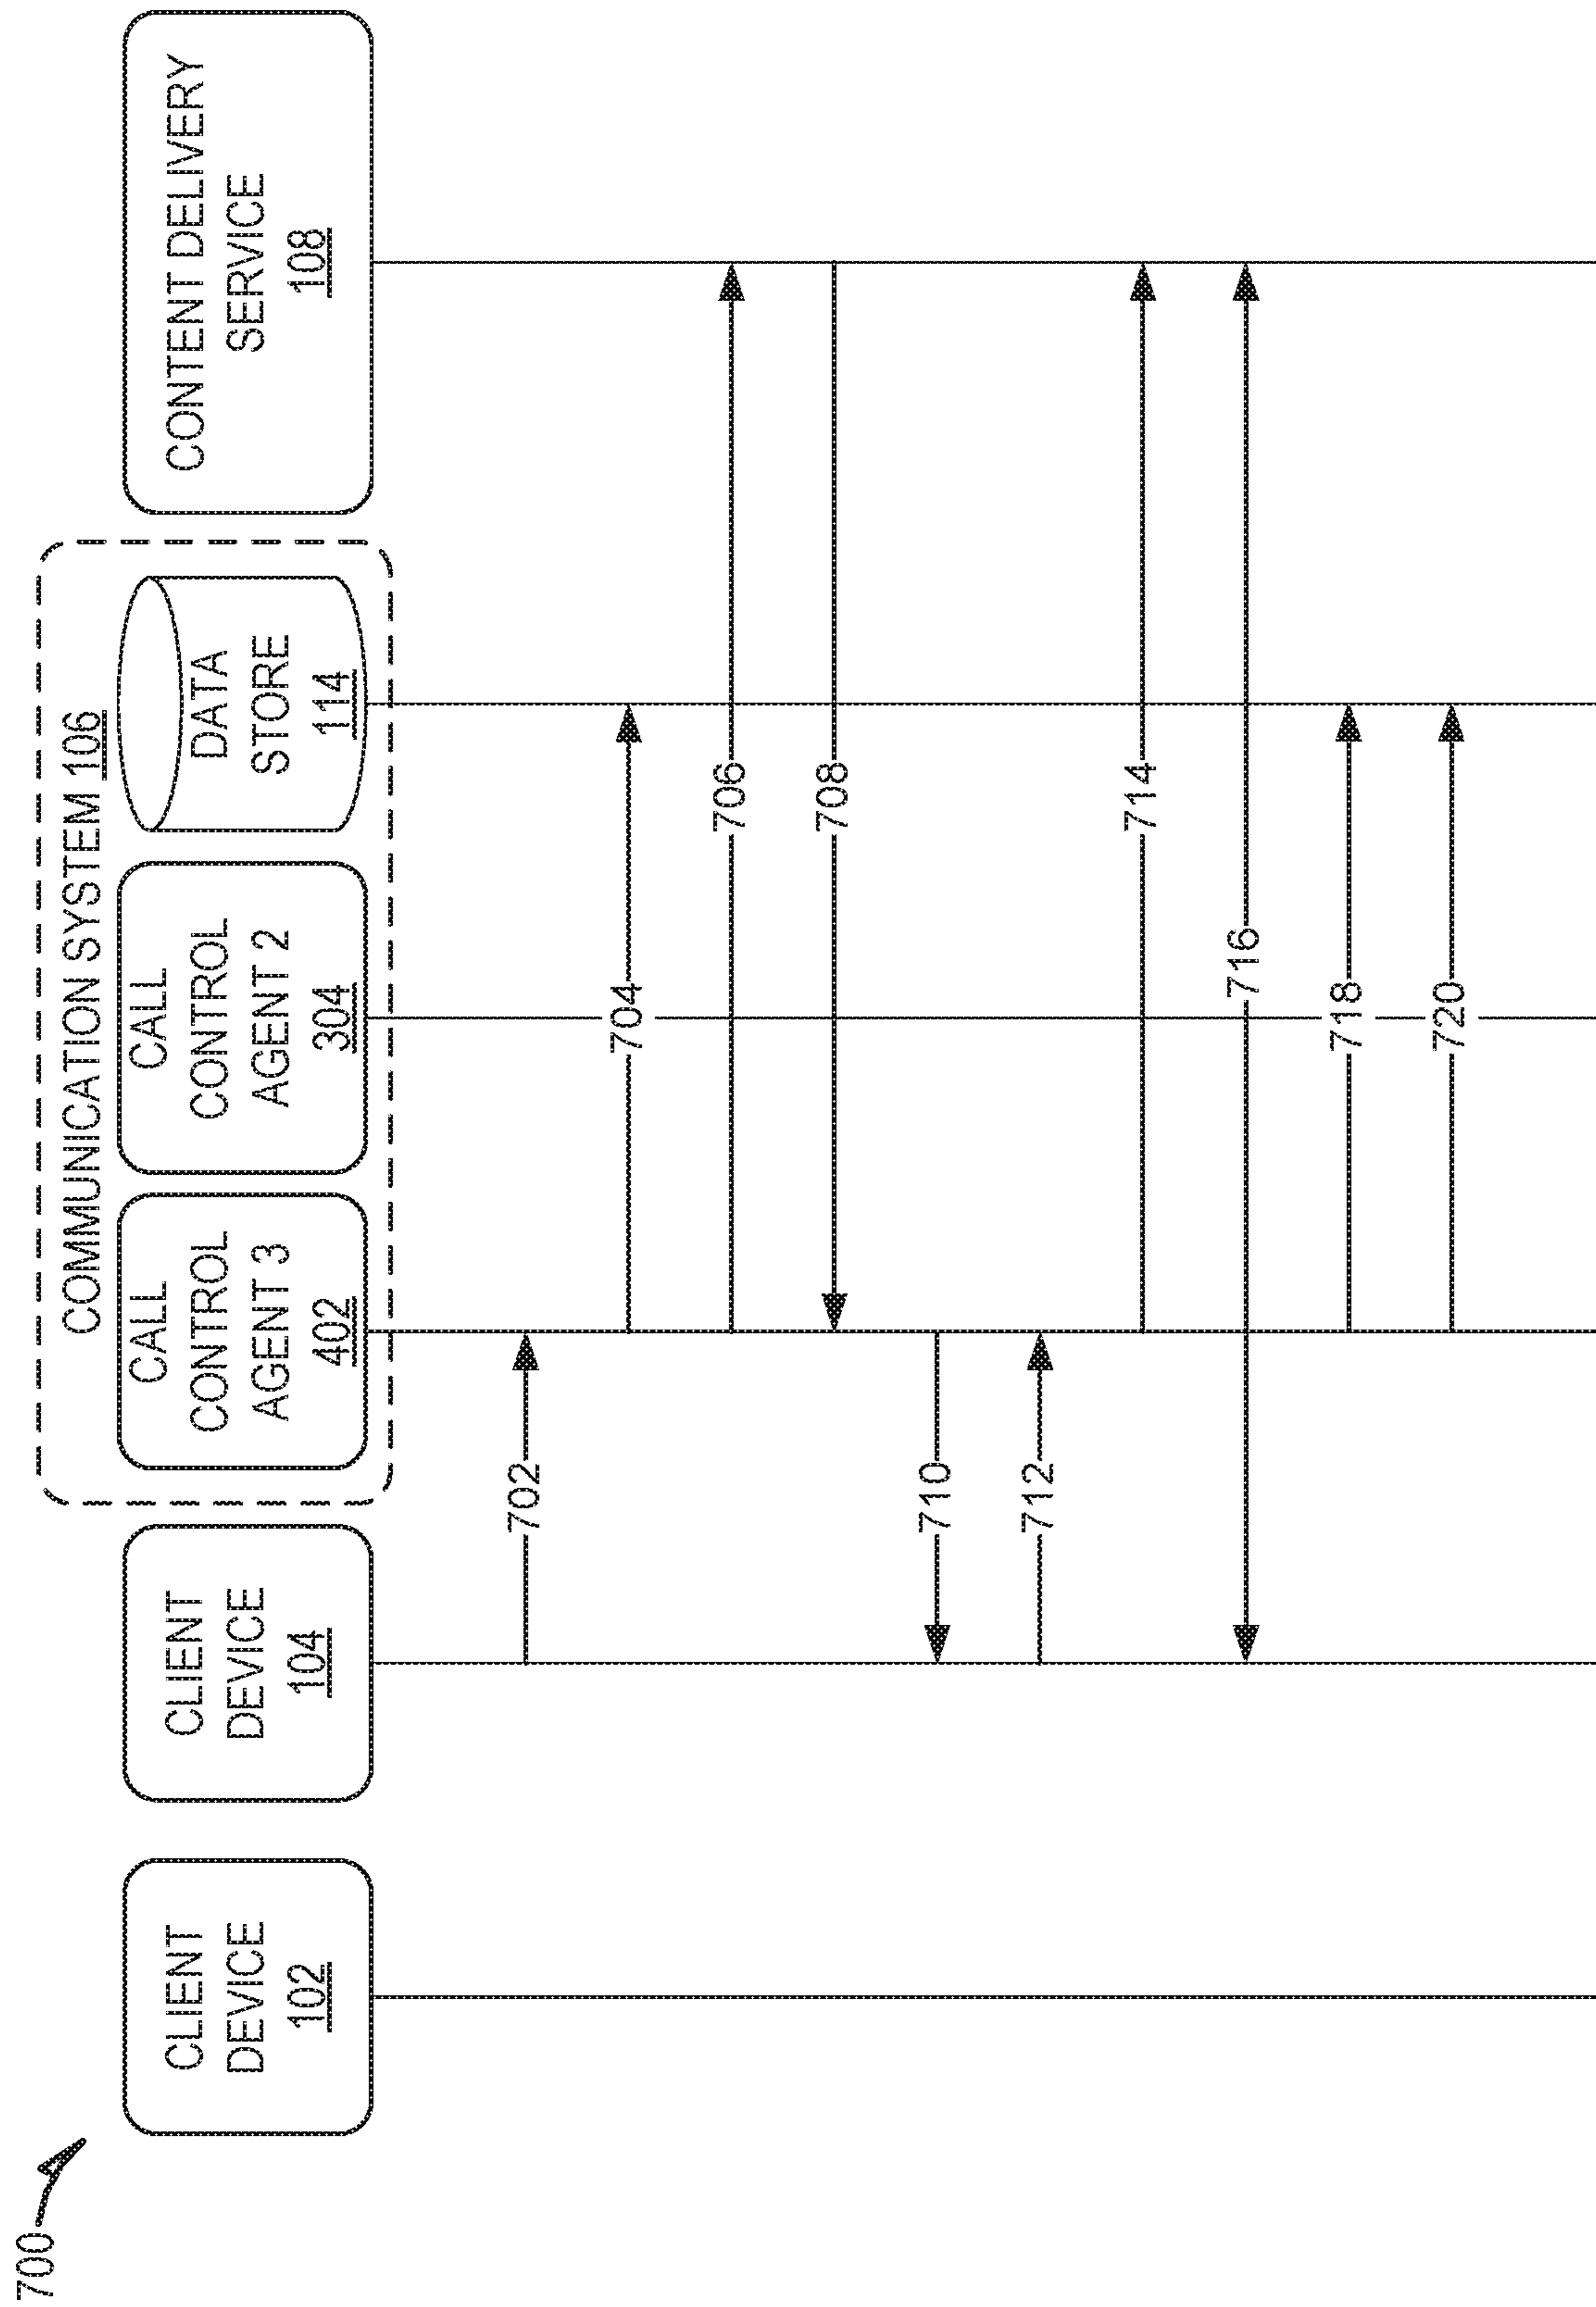 700
CLIENT
DEVICE
102
CLIENT
DEVICE
104
COMMUNICATION SYSTEM 106
CALL
CONTROL
AGENT 3
402
CALL
CONTROL
AGENT 2
304
DATA
STORE
114
CONTENT DELIVERY
SERVICE
108
702
704
706
708
710
712
714
716
718
720